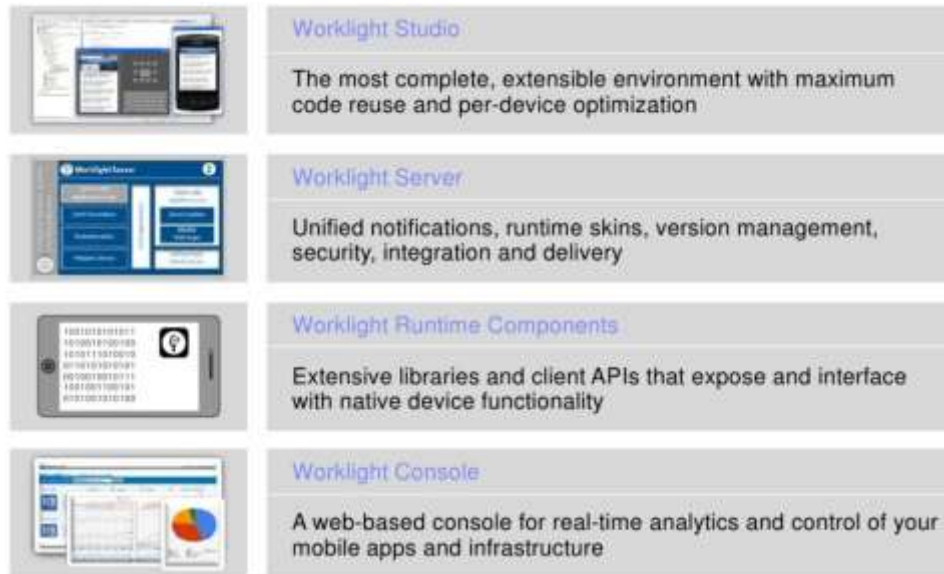 Worklight Studio
The most complete, extensible environment with maximum
code reuse and per-device optimization
Worklight Server
Worklight Server
Unified notifications, runtime skins, version management,
security, integration and delivery
Worklight Runtime Components
Extensive libraries and client APIs that expose and interface
with native device functionality
Worklight Console
A web-based console for real-time analytics and control of your
mobile apps and infrastructure